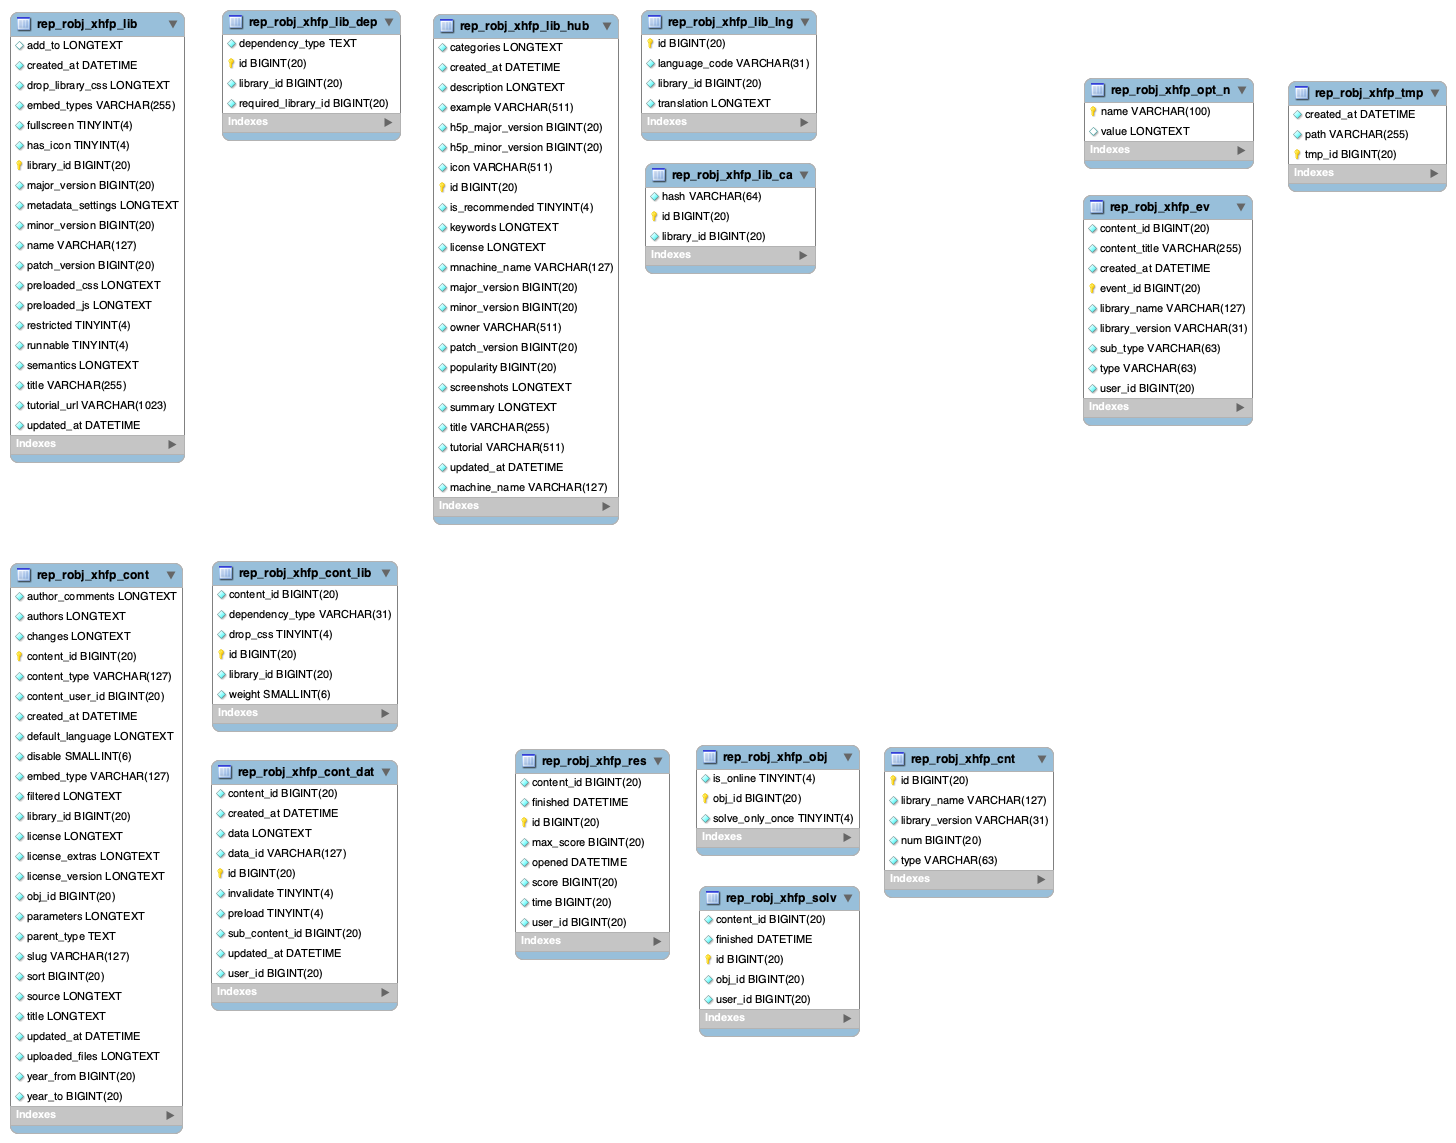 rep_robj_xhfp_lib
add_to LONGTEXT
created_at DATETIME
drop_library_css LONGTEXT
embed_types VARCHAR(255)
fullscreen TINYINT(4)
has_icon TINYINT(4)
library_id BIGINT(20)
major_version BIGINT(20)
metadata_settings LONGTEXT
minor_version BIGINT(20)
name VARCHAR(127)
patch_version BIGINT(20)
preloaded_css LONGTEXT
preloaded_js LONGTEXT
restricted TINYINT(4)
runnable TINYINT(4)
semantics LONGTEXT
title VARCHAR(255)
tutorial_url VARCHAR(1023)
updated_at DATETIME
Indexes
rep_robj_xhfp_lib_dep
dependency_type TEXT
id BIGINT(20)
library_id BIGINT(20)
required_library_id BIGINT(20)
Indexes
rep_robj_xhfp_lib_hub
categories LONGTEXT
created_at DATETIME
description LONGTEXT
example VARCHAR(511)
h5p_major_version BIGINT(20)
h5p_minor_version BIGINT(20)
icon VARCHAR(511)
id BIGINT(20)
is_recommended TINYINT(4)
keywords LONGTEXT
license LONGTEXT
mnachine_name VARCHAR(127)
major_version BIGINT(20)
minor_version BIGINT(20)
owner VARCHAR(511)
patch_version BIGINT(20)
popularity BIGINT(20)
screenshots LONGTEXT
summary LONGTEXT
title VARCHAR(255)
tutorial VARCHAR(511)
updated_at DATETIME
machine_name VARCHAR(127)
Indexes
rep_robj_xhfp_lib_lng
id BIGINT(20)
language_code VARCHAR(31)
library_id BIGINT(20)
translation LONGTEXT
Indexes
rep_robj_xhfp_lib_ca
hash VARCHAR(64)
id BIGINT(20)
library_id BIGINT(20)
Indexes
rep_robj_xhfp_opt_n
name VARCHAR(100)
value LONGTEXT
Indexes
rep_robj_xhfp_tmp
created_at DATETIME
path VARCHAR(255)
tmp_id BIGINT(20)
Indexes
rep_robj_xhfp_ev
content_id BIGINT(20)
content_title VARCHAR(255)
created_at DATETIME
event_id BIGINT(20)
library_name VARCHAR(127)
library_version VARCHAR(31)
sub_type VARCHAR(63)
type VARCHAR(63)
user_id BIGINT(20)
Indexes
rep_robj_xhfp_cont
author_comments LONGTEXT
authors LONGTEXT
changes LONGTEXT
content_id BIGINT(20)
content_type VARCHAR(127)
content_user_id BIGINT(20)
created_at DATETIME
default_language LONGTEXT
disable SMALLINT(6)
embed_type VARCHAR(127)
filtered LONGTEXT
library_id BIGINT(20)
license LONGTEXT
license_extras LONGTEXT
license_version LONGTEXT
obj_id BIGINT(20)
parameters LONGTEXT
parent_type TEXT
slug VARCHAR(127)
sort BIGINT(20)
source LONGTEXT
title LONGTEXT
updated_at DATETIME
uploaded_files LONGTEXT
year_from BIGINT(20)
year_to BIGINT(20)
Indexes
rep_robj_xhfp_cont_lib
content_id BIGINT(20)
dependency_type VARCHAR(31)
drop_css TINYINT(4)
id BIGINT(20)
library_id BIGINT(20)
weight SMALLINT(6)
Indexes
rep_robj_xhfp_cont_dat
content_id BIGINT(20)
created_at DATETIME
data LONGTEXT
data_id VARCHAR(127)
id BIGINT(20)
invalidate TINYINT(4)
preload TINYINT(4)
sub_content_id BIGINT(20)
updated_at DATETIME
user_id BIGINT(20)
Indexes
rep_robj_xhfp_res
content_id BIGINT(20)
finished DATETIME
id BIGINT(20)
max_score BIGINT(20)
opened DATETIME
score BIGINT(20)
time BIGINT(20)
user_id BIGINT(20)
Indexes
rep_robj_xhfp_obj
is_online TINYINT(4)
obj_id BIGINT(20)
solve_only_once TINYINT(4)
Indexes
rep_robj_xhfp_solv
content_id BIGINT(20)
finished DATETIME
id BIGINT(20)
obj_id BIGINT(20)
user_id BIGINT(20)
Indexes
rep_robj_xhfp_cnt
id BIGINT(20)
library_name VARCHAR(127)
library_version VARCHAR(31)
num BIGINT(20)
type VARCHAR(63)
Indexes